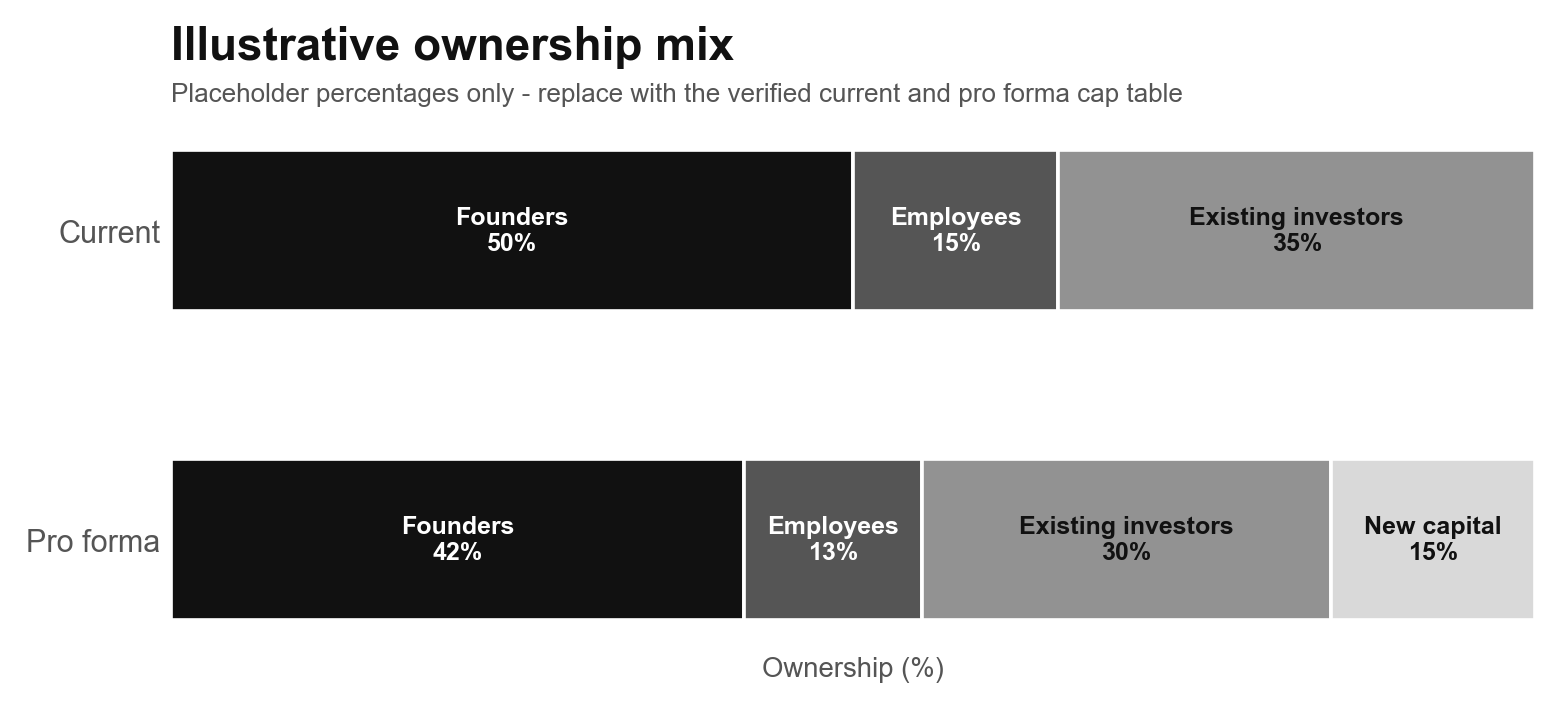 Illustrative ownership mix
Placeholder percentages only - replace with the verified current and pro forma cap table
Current
Founders
50%
Employees
15%
Existing investors
35%
Pro forma
Founders
42%
Employees
13%
Existing investors
30%
New capital
15%
Ownership (%)